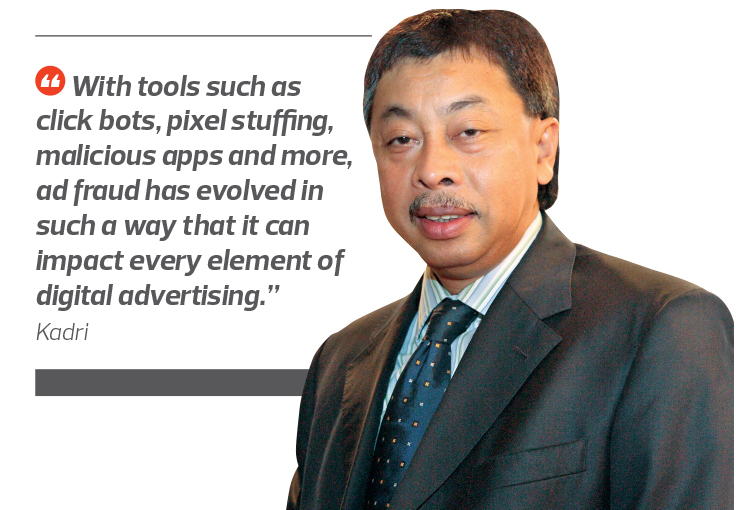 “ With tools such as
click bots, pixel stuffing,
malicious apps and more,
ad fraud has evolved in
such a way that it can
impact every element of
digital advertising.”
Kadri